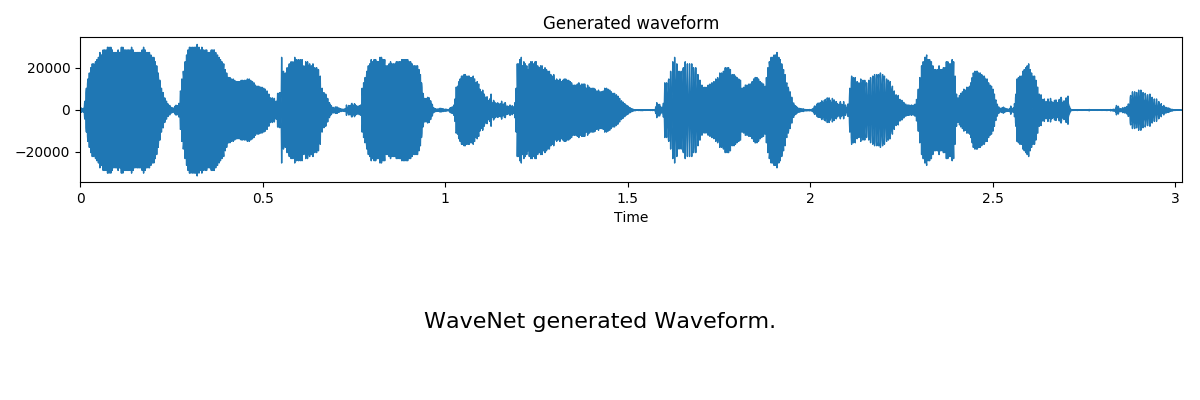 Generated waveform
20000
0
−20000
0 0.5 1 1.5 2 2.5 3
Time
WaveNet generated Waveform.